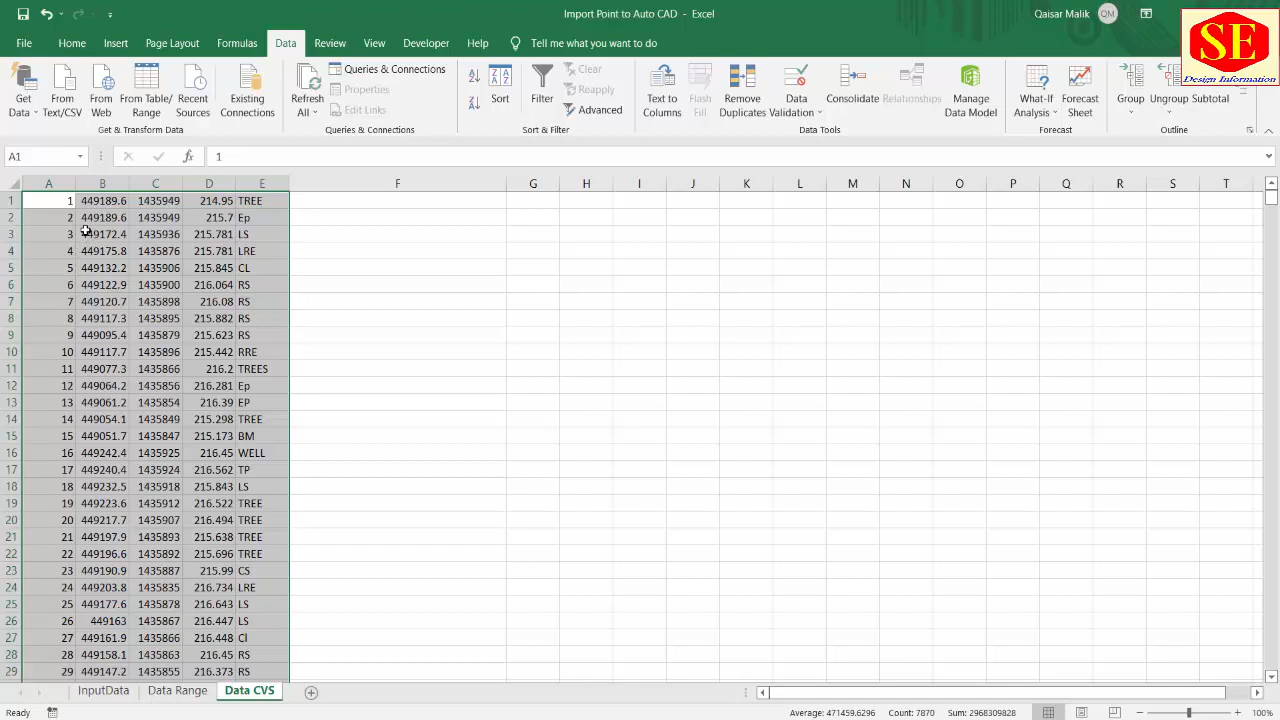 Import Point to Auto CAD - Excel
Qaisar Malik
QM
SE
Design Information
File Home Insert Page Layout Formulas Data Review View Developer Help Tell me what you want to do
Get Data
From Text/CSV
From Web
From Table/ Range
Recent Sources
Existing Connections
Get & Transform Data
Refresh All
Queries & Connections
Properties
Edit Links
Queries & Connections
Sort
Filter
Clear
Reapply
Advanced
Sort & Filter
Text to Columns
Flash Fill
Remove Duplicates
Data Validation
Consolidate
Relationships
Manage Data Model
Data Tools
What-If Analysis
Forecast Sheet
Forecast
Group
Ungroup
Subtotal
Outline
A1 fx 1
A B C D E F G H I J K L M N O P Q R S T
1 1 449189.6 1435949 214.95 TREE
2 2 449189.6 1435949 215.7 Ep
3 3 449172.4 1435936 215.781 LS
4 4 449175.8 1435876 215.781 LRE
5 5 449132.2 1435906 215.845 CL
6 6 449122.9 1435900 216.064 RS
7 7 449120.7 1435898 216.08 RS
8 8 449117.3 1435895 215.882 RS
9 9 449095.4 1435879 215.623 RS
10 10 449117.7 1435896 215.442 RRE
11 11 449077.3 1435866 216.2 TREES
12 12 449064.2 1435856 216.281 Ep
13 13 449061.2 1435854 216.39 EP
14 14 449054.1 1435849 215.298 TREE
15 15 449051.7 1435847 215.173 BM
16 16 449242.4 1435925 216.45 WELL
17 17 449240.4 1435924 216.562 TP
18 18 449232.5 1435918 215.843 LS
19 19 449223.6 1435912 216.522 TREE
20 20 449217.7 1435907 216.494 TREE
21 21 449197.9 1435893 215.638 TREE
22 22 449196.6 1435892 215.696 TREE
23 23 449190.9 1435887 215.99 CS
24 24 449203.8 1435835 216.734 LRE
25 25 449177.6 1435878 216.643 LS
26 26 449163 1435867 216.447 LS
27 27 449161.9 1435866 216.448 Cl
28 28 449158.1 1435863 216.45 RS
29 29 449147.2 1435855 216.373 RS
InputData Data Range Data CVS
Ready Average: 471459.6296 Count: 7870 Sum: 2968309828 100%